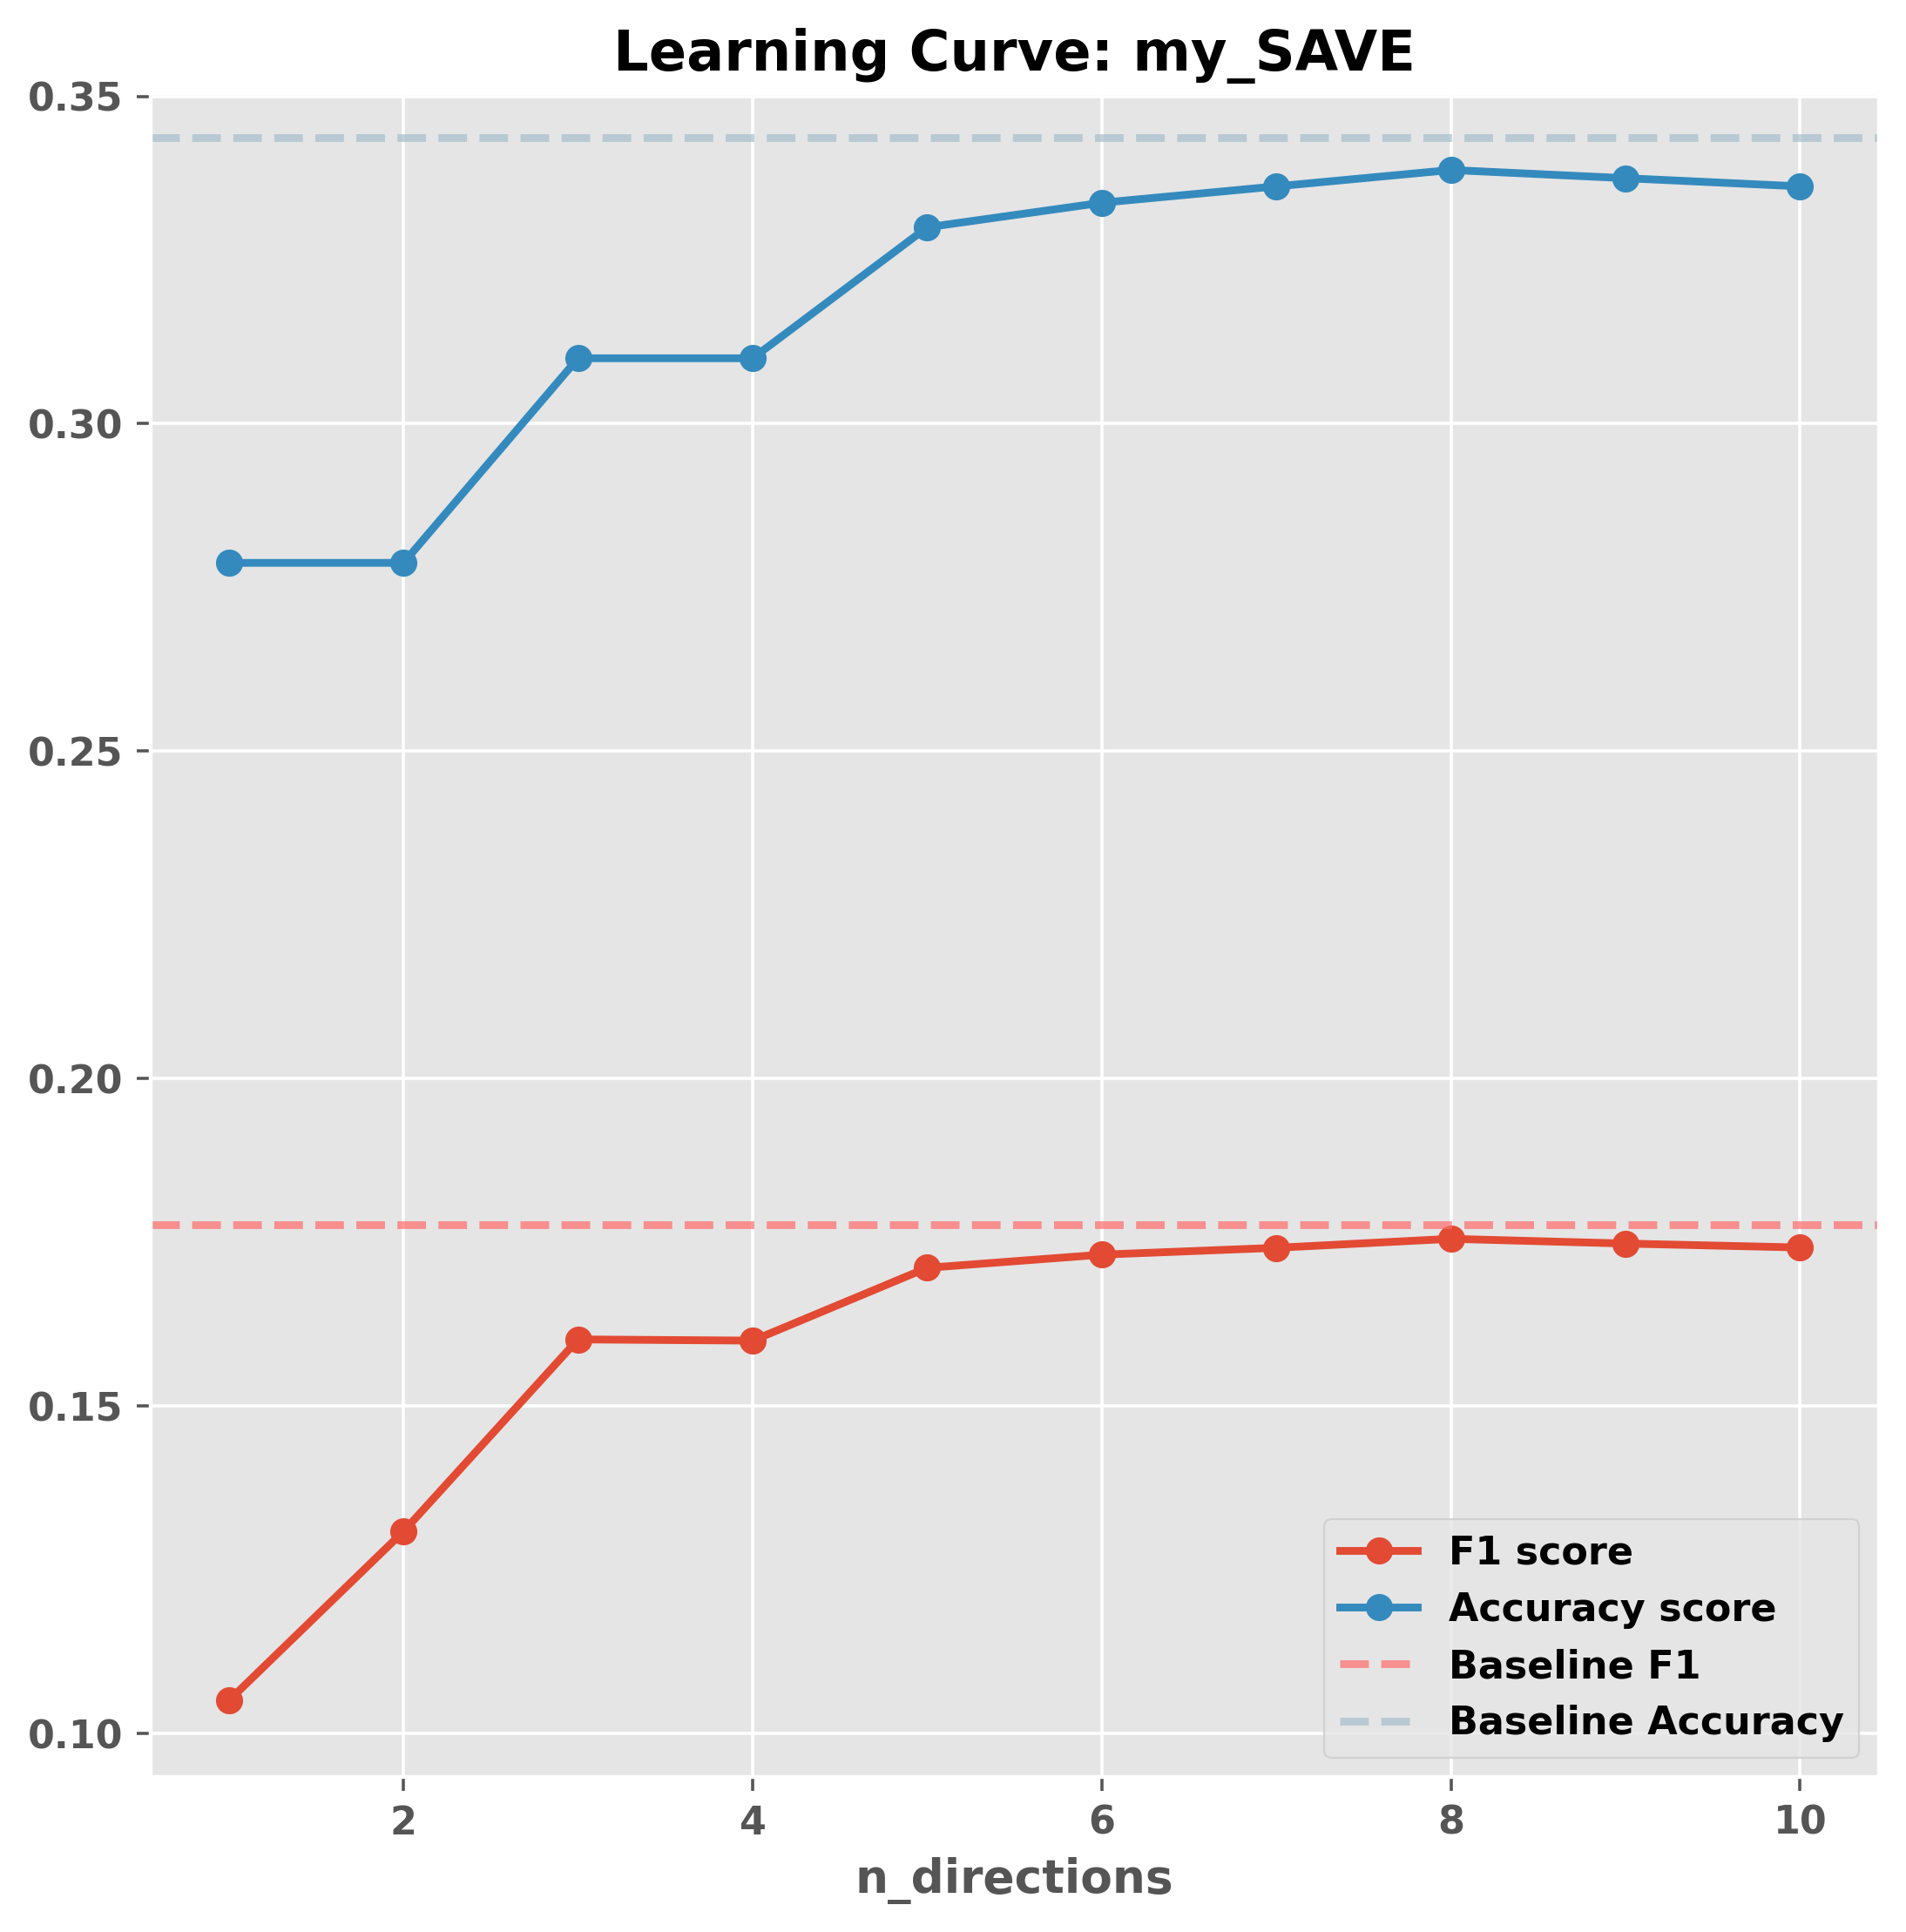 Learning Curve: my_SAVE
0.35
0.30
0.25
0.20
0.15
0.10
F1 score
Accuracy score
Baseline F1
Baseline Accuracy
2 4 6 8 10
n_directions